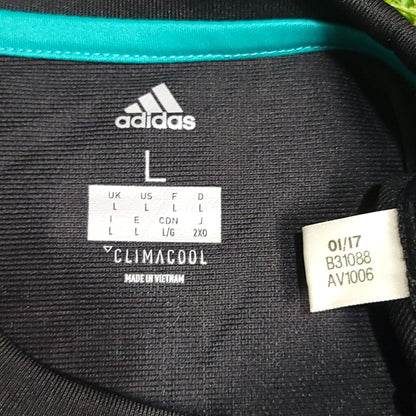 adidas
L
UK US F D
L L L L
I E CDN J
L L L/G 2XO
CLIMACOOL
MADE IN VIETNAM
01/17
B31088
AV1006